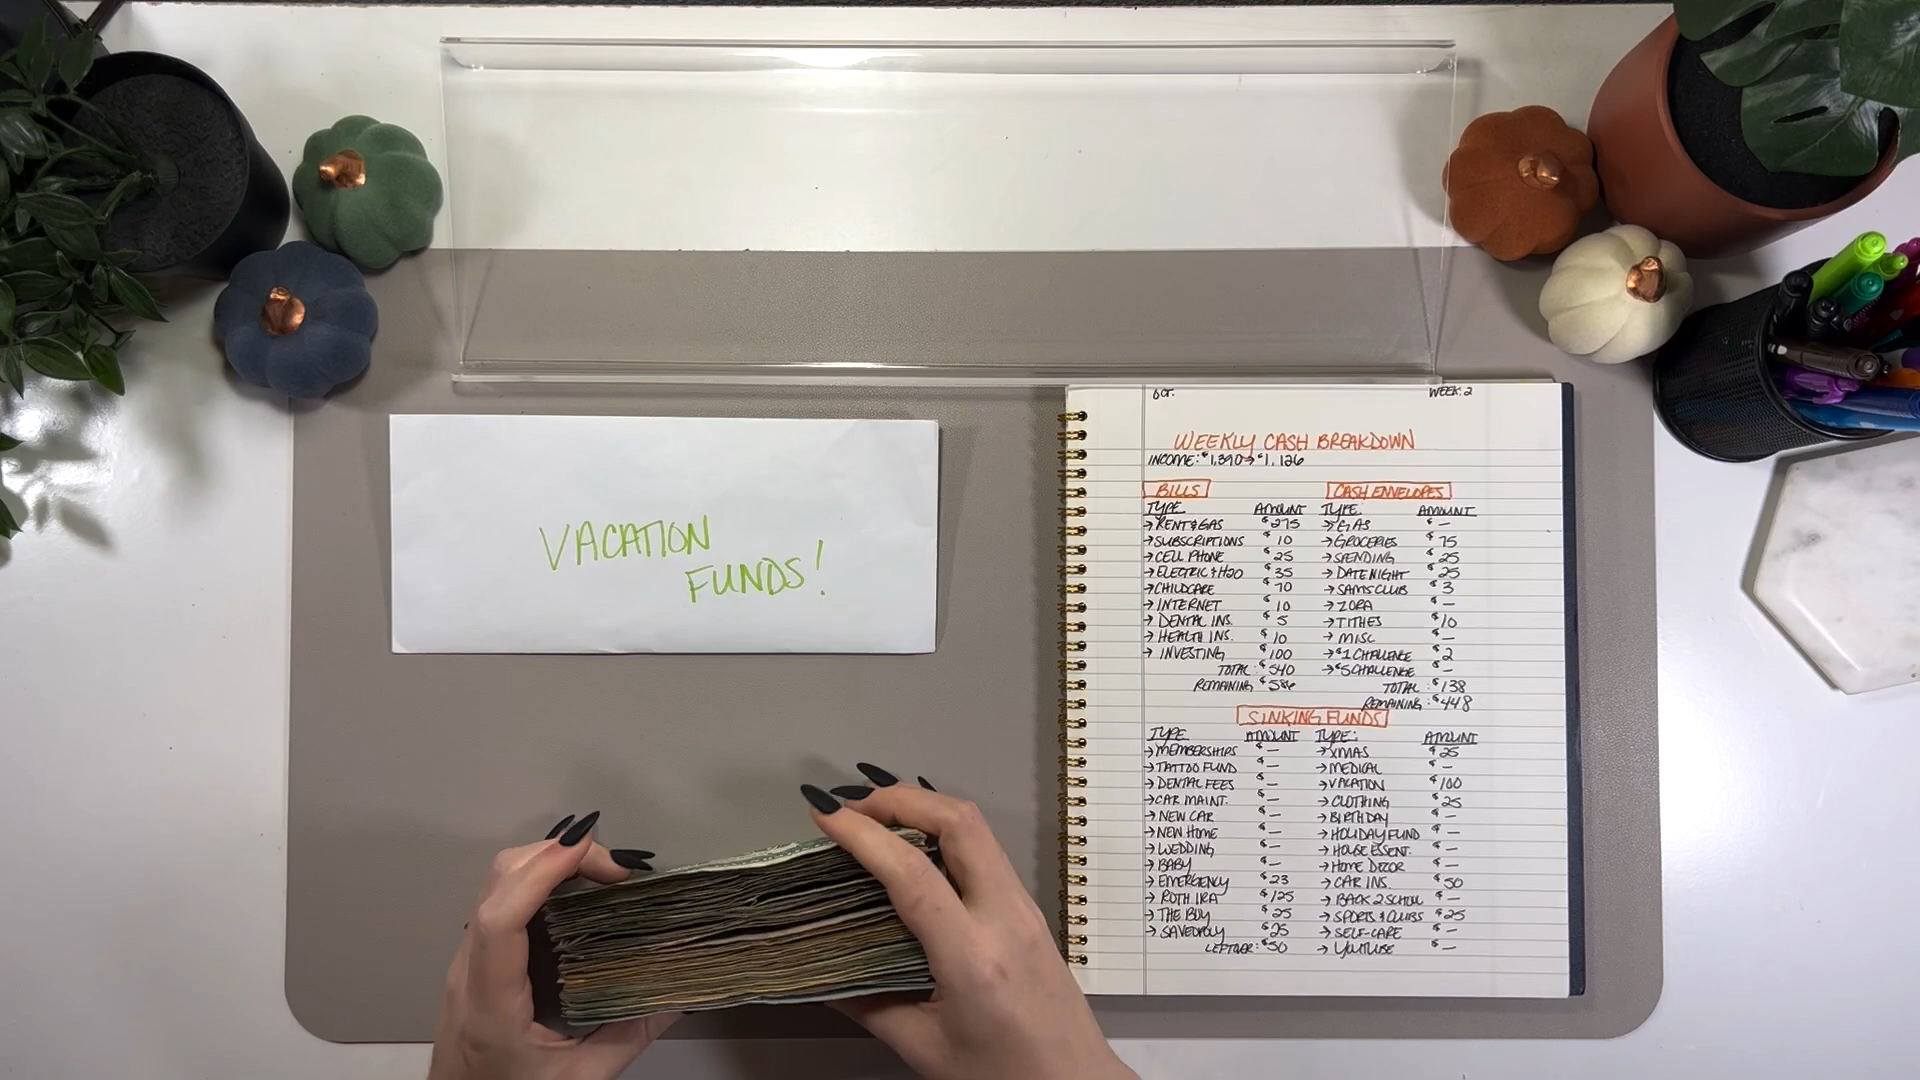 VACATION
FUNDS!
OCT. WEEK: 2
WEEKLY CASH BREAKDOWN
INCOME: $1,390→$1,126
BILLS CASH ENVELOPES
TYPE AMOUNT TYPE: AMOUNT
→RENT & GAS $275 →GAS $—
→SUBSCRIPTIONS $10 →GROCERIES $75
→CELL PHONE $25 →SPENDING $25
→ELECTRIC & H2O $35 →DATE NIGHT $25
→CHILDCARE $70 →SAMS CLUB $3
→INTERNET $10 →ZORA $—
→DENTAL INS. $5 →TITHES $10
→HEALTH INS. $10 →MISC $—
→INVESTING $100 →$1 CHALLENGE $2
TOTAL: $540 →$5 CHALLENGE $—
REMAINING $586 TOTAL: $138
REMAINING: $448
SINKING FUNDS
TYPE AMOUNT TYPE: AMOUNT
→MEMBERSHIPS $— →XMAS $25
→TATTOO FUND $— →MEDICAL $—
→DENTAL FEES $— →VACATION $100
→CAR MAINT. $— →CLOTHING $25
→NEW CAR $— →BIRTHDAY $—
→NEW HOME $— →HOLIDAY FUND $—
→WEDDING $— →HOUSE ESSENT. $—
→BABY $— →HOME DECOR $—
→EMERGENCY $23 →CAR INS. $50
→ROTH IRA $125 →BACK 2 SCHOOL $—
→THE BUY $25 →SPORTS & CLUBS $25
→SAVEOPOLY $25 →SELF-CARE $—
LEFTOVER: $50 →YOUTUBE $—